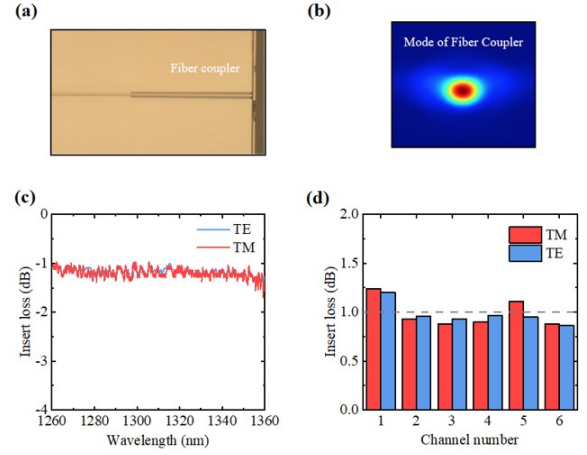 (a)
Fiber coupler
(b)
Mode of Fiber Coupler
(c)
0
-1
-2
-3
-4
1260 1280 1300 1320 1340 1360
Wavelength (nm)
Insert loss (dB)
TE
TM
(d)
2.0
1.5
1.0
0.5
0.0
1 2 3 4 5 6
Channel number
Insert loss (dB)
TM
TE